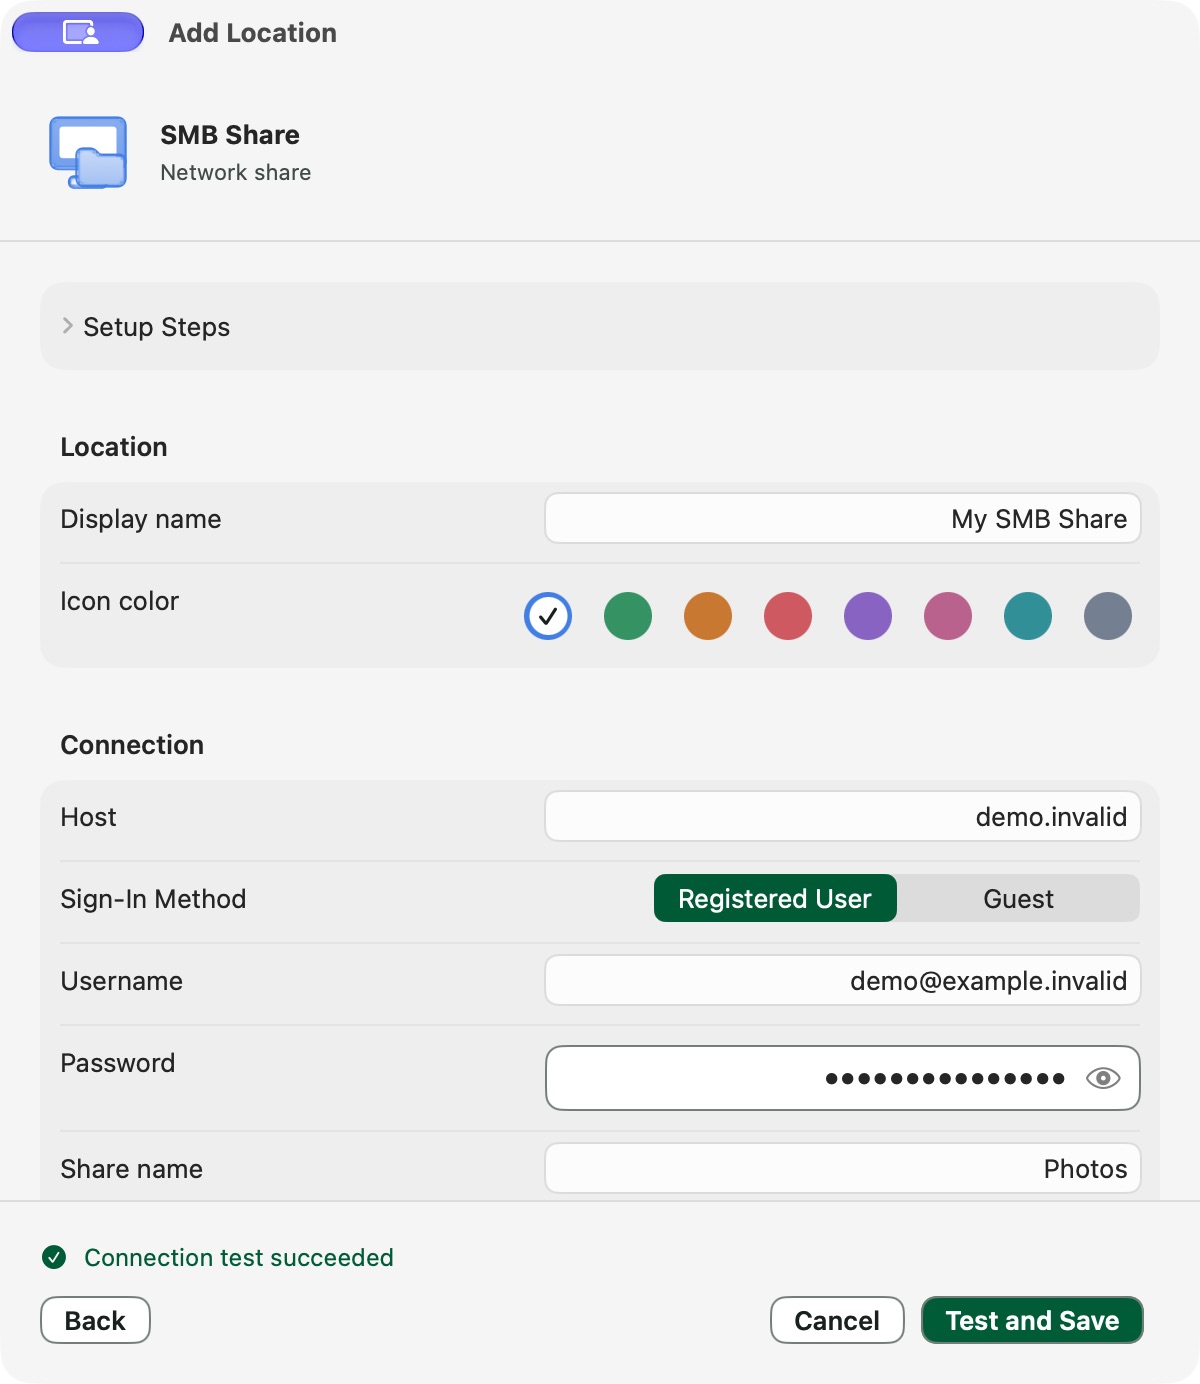 Add Location
SMB Share
Network share
Setup Steps
Location
Display name
My SMB Share
Icon color
Connection
Host
demo.invalid
Sign-In Method
Registered User
Guest
Username
demo@example.invalid
Password
••••••••••••••• 
Share name
Photos
Connection test succeeded
Back
Cancel
Test and Save